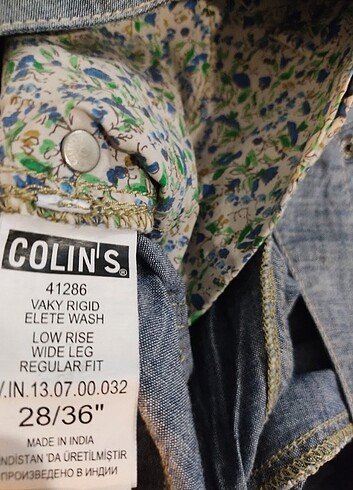 COLIN'S®
41286
VAKY RIGID
ELETE WASH
LOW RISE
WIDE LEG
REGULAR FIT
/.IN.13.07.00.032
28/36"
MADE IN INDIA
NDİSTAN 'DA ÜRETİLMİŞTİR
ПРОИЗВЕДЕНО В ИНДИИ